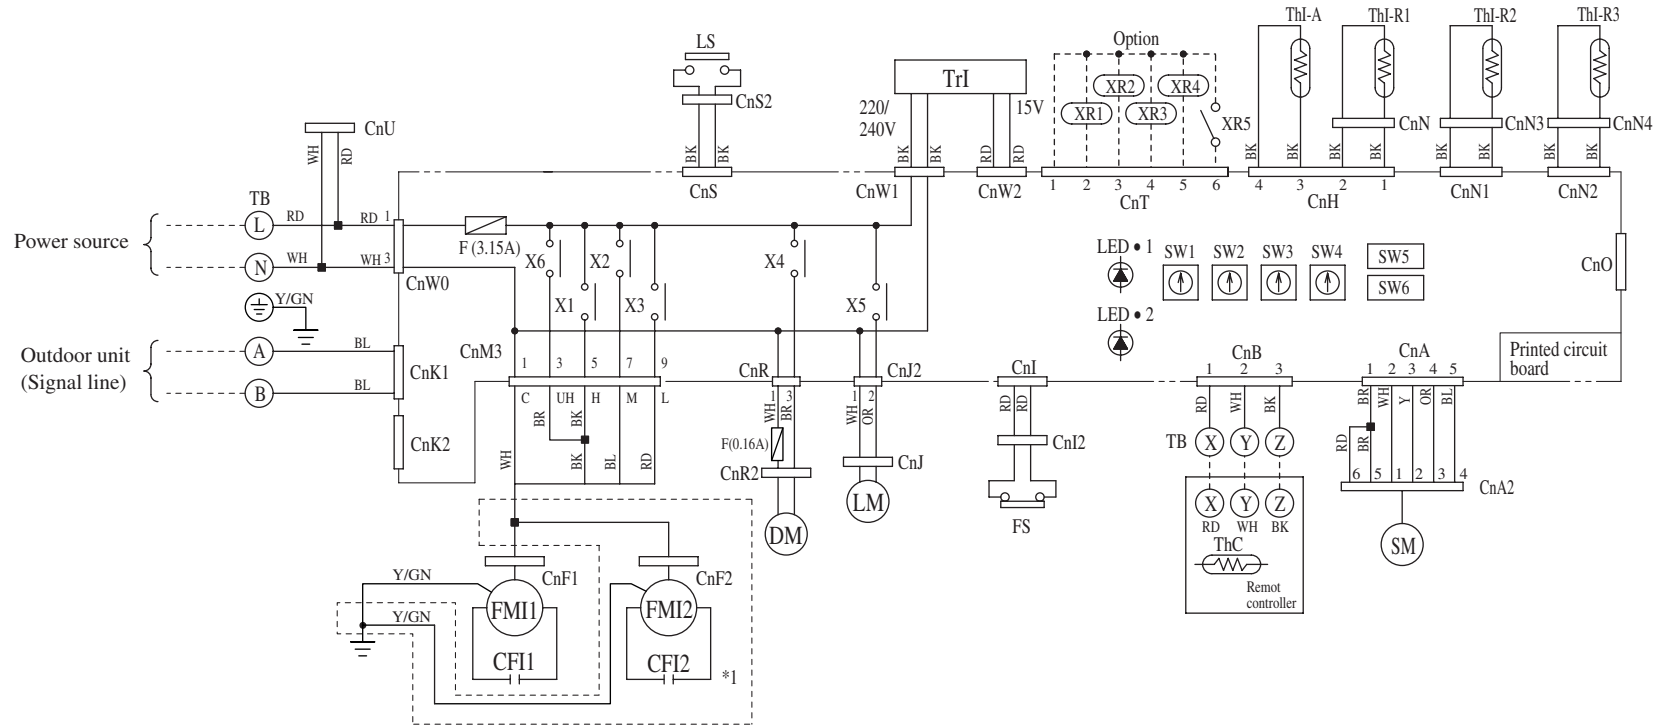 LS
CnS2
BK BK
CnS
CnU
WH RD
TB
Power source
L RD RD 1
N WH WH 3
CnW0
Y/GN
Outdoor unit
(Signal line)
A BL
B BL
CnK1
CnK2
F (3.15A)
X6 X2 X4
X1 X3 X5
TrI
220/
240V
15V
BK BK RD RD
CnW1 CnW2
Option
XR1 XR2 XR3 XR4 XR5
1 2 3 4 5 6
CnT
ThI-A ThI-R1 ThI-R2 ThI-R3
CnN CnN3 CnN4
BK BK BK BK BK BK BK BK
4 3 2 1
CnH CnN1 CnN2
LED • 1
LED • 2
SW1 SW2 SW3 SW4 SW5
SW6
CnO
Printed circuit
board
CnM3
1 3 5 7 9
C UH H M L
BR BK
WH BK BL RD
CnR
1 3
WH BR
F(0.16A)
CnR2
DM
CnJ2
1 2
WH OR
CnJ
LM
CnI
RD RD
CnI2
FS
CnB
1 2 3
RD WH BK
TB X Y Z
X Y Z
RD WH BK
ThC
Remot
controller
CnA
1 2 3 4 5
BR WH Y OR BL
RD BR
6 5 1 2 3 4
CnA2
SM
CnF1 CnF2
Y/GN
Y/GN
FMI1 FMI2
CFI1 CFI2
*1